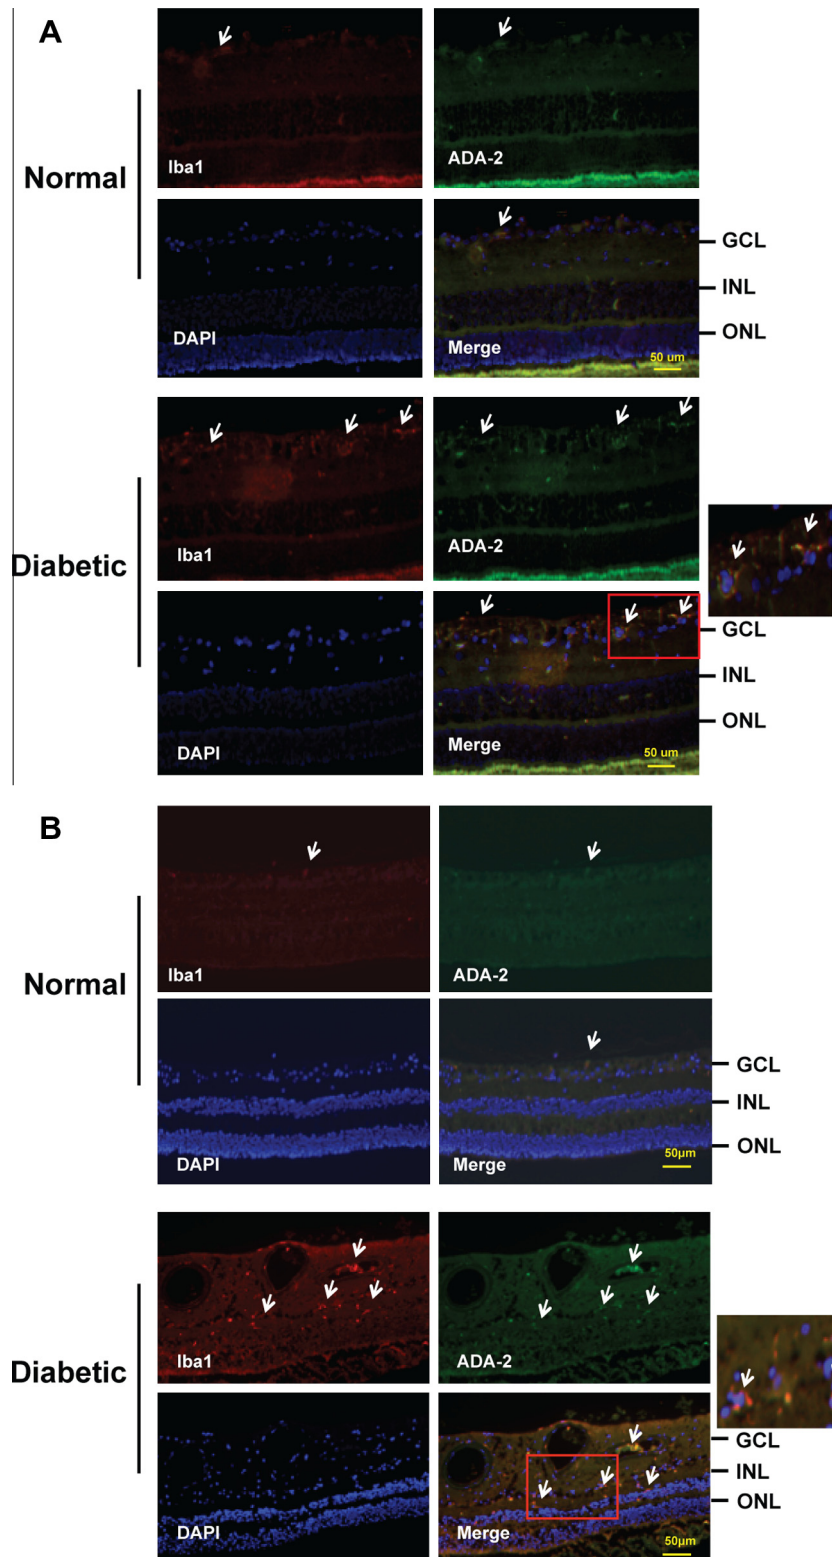 A
Normal
Iba1
ADA-2
DAPI
Merge
50 um
GCL
INL
ONL
Diabetic
Iba1
ADA-2
DAPI
Merge
50 um
GCL
INL
ONL
B
Normal
Iba1
ADA-2
DAPI
Merge
50μm
GCL
INL
ONL
Diabetic
Iba1
ADA-2
DAPI
Merge
50μm
GCL
INL
ONL